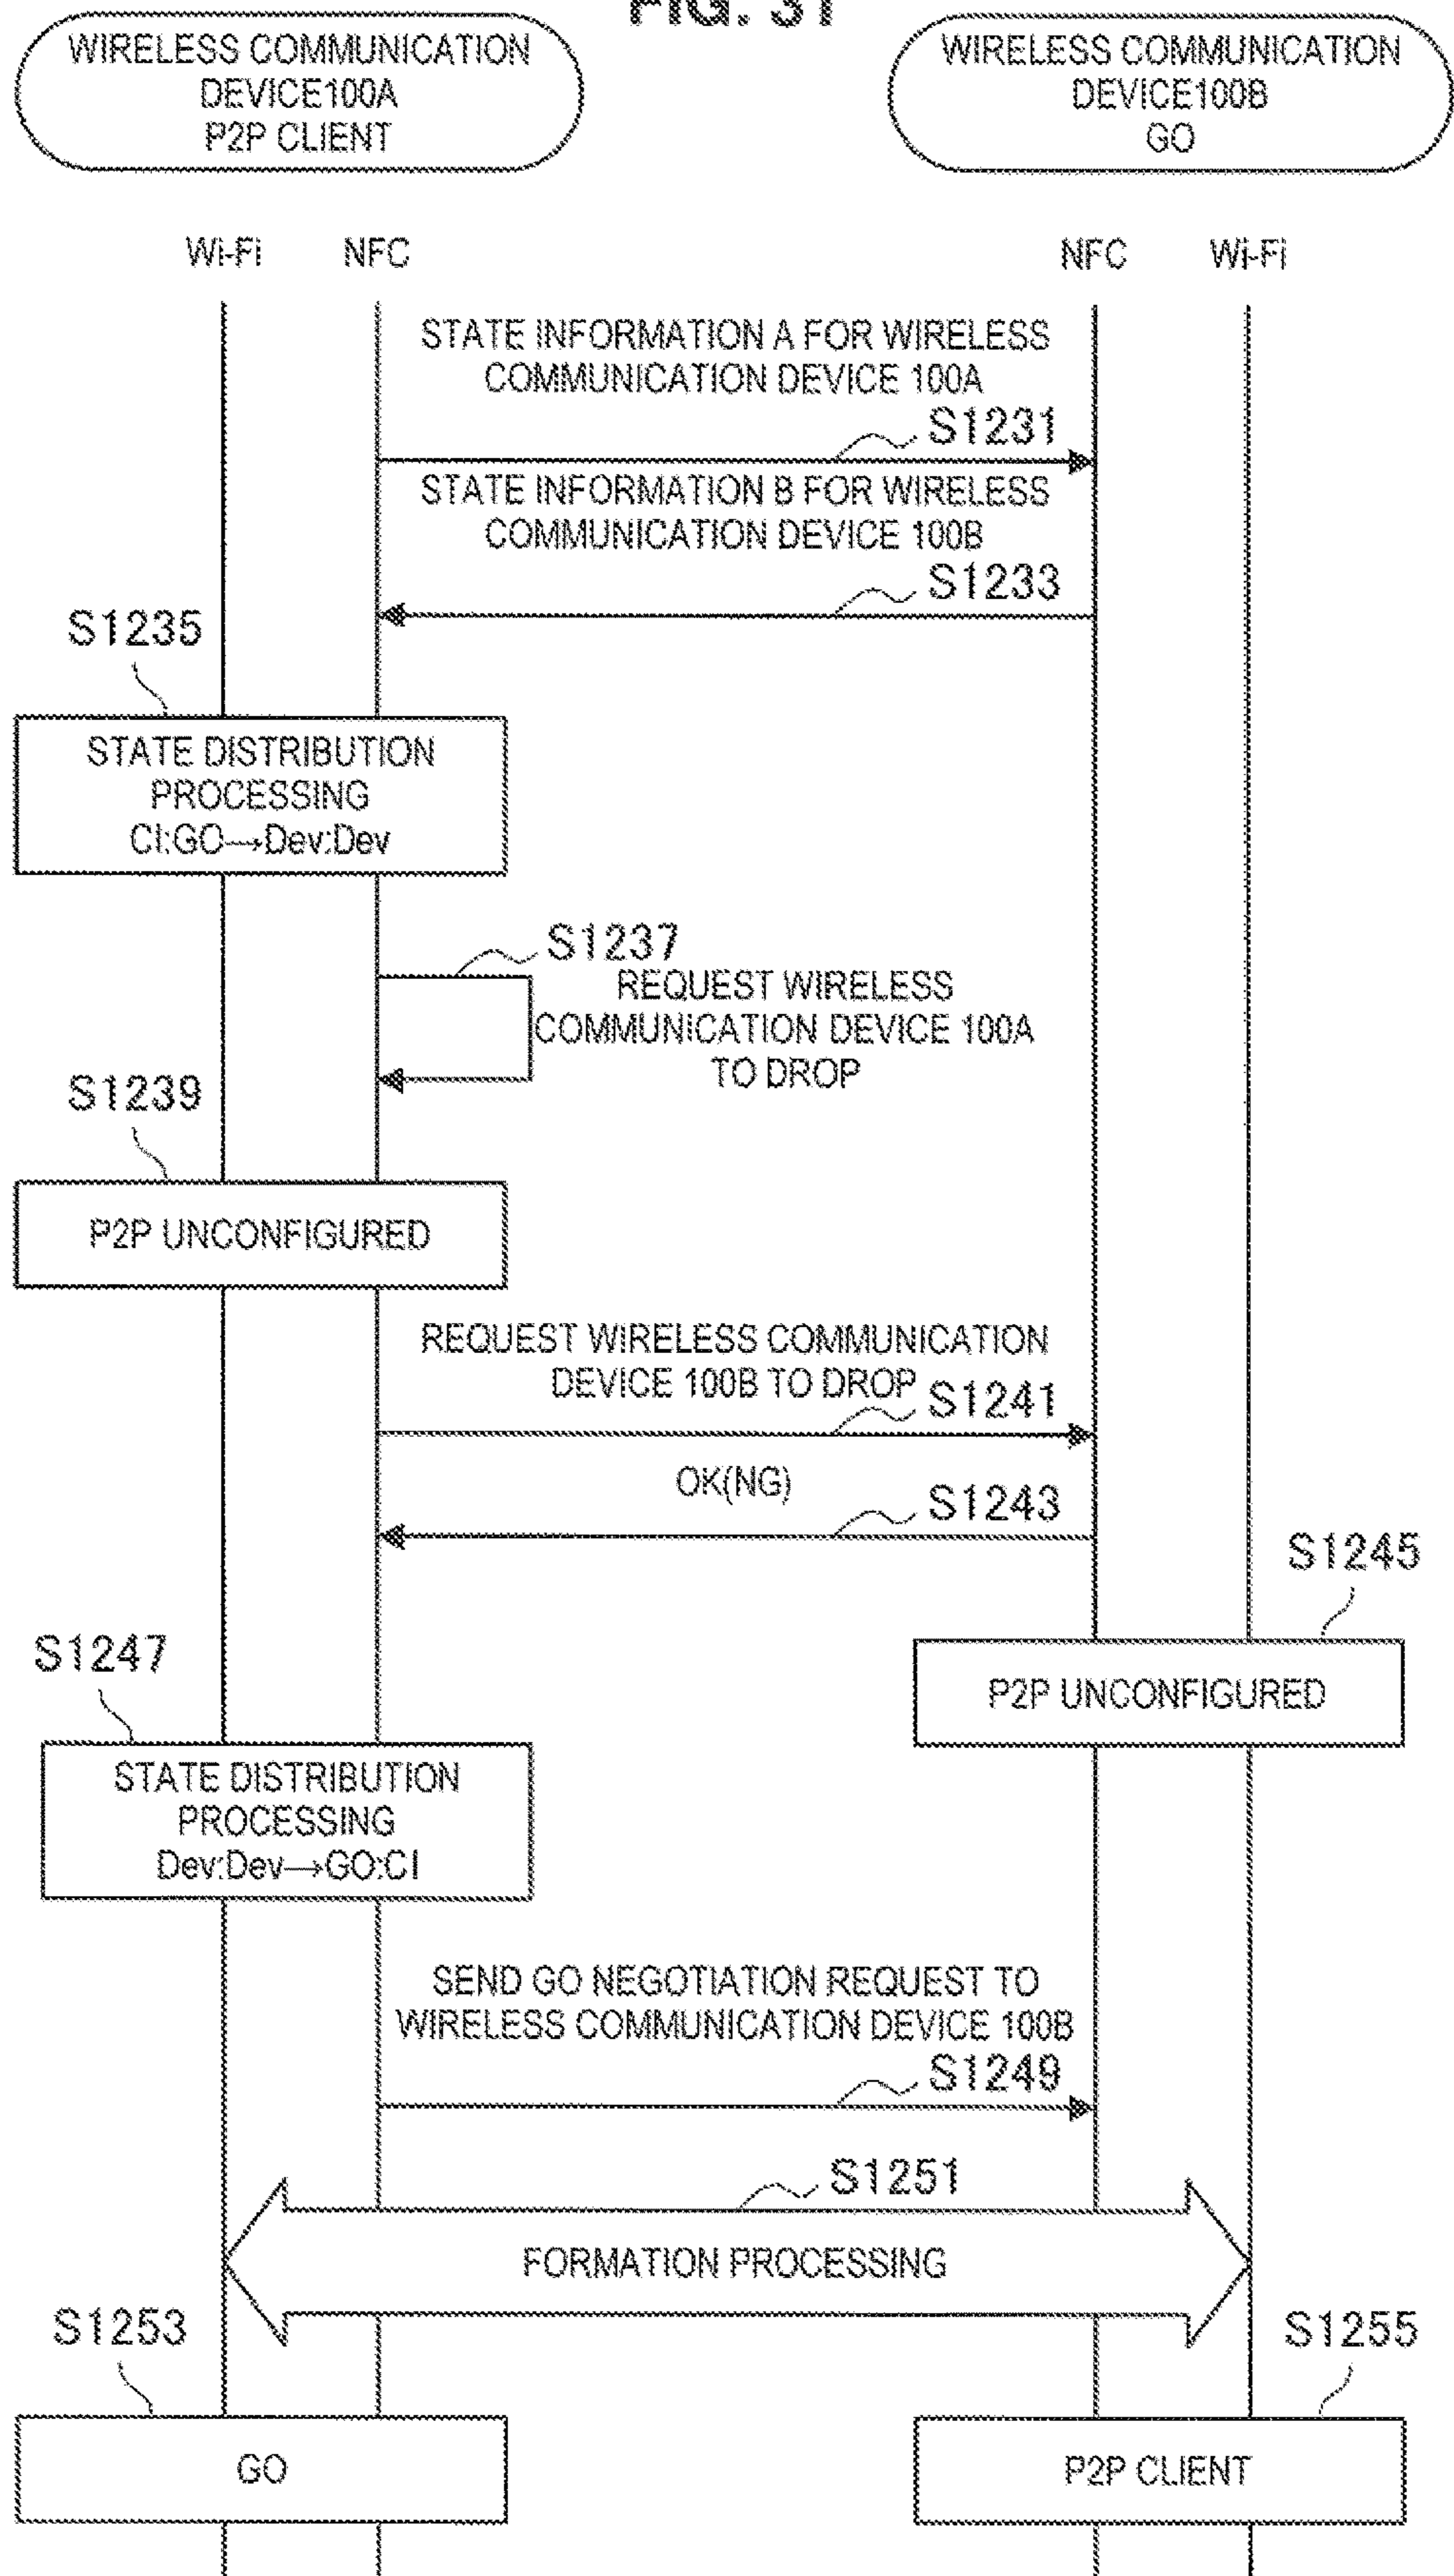 FIG. 31
WIRELESS COMMUNICATION
DEVICE100A
P2P CLIENT
WIRELESS COMMUNICATION
DEVICE100B
GO
Wi-Fi
NFC
NFC
Wi-Fi
STATE INFORMATION A FOR WIRELESS
COMMUNICATION DEVICE 100A
S1231
STATE INFORMATION B FOR WIRELESS
COMMUNICATION DEVICE 100B
S1233
S1235
STATE DISTRIBUTION
PROCESSING
Cl:GO→Dev:Dev
S1237
REQUEST WIRELESS
COMMUNICATION DEVICE 100A
TO DROP
S1239
P2P UNCONFIGURED
REQUEST WIRELESS COMMUNICATION
DEVICE 100B TO DROP
S1241
OK(NG)
S1243
S1245
P2P UNCONFIGURED
S1247
STATE DISTRIBUTION
PROCESSING
Dev:Dev→GO:Cl
SEND GO NEGOTIATION REQUEST TO
WIRELESS COMMUNICATION DEVICE 100B
S1249
S1251
FORMATION PROCESSING
S1253
GO
S1255
P2P CLIENT